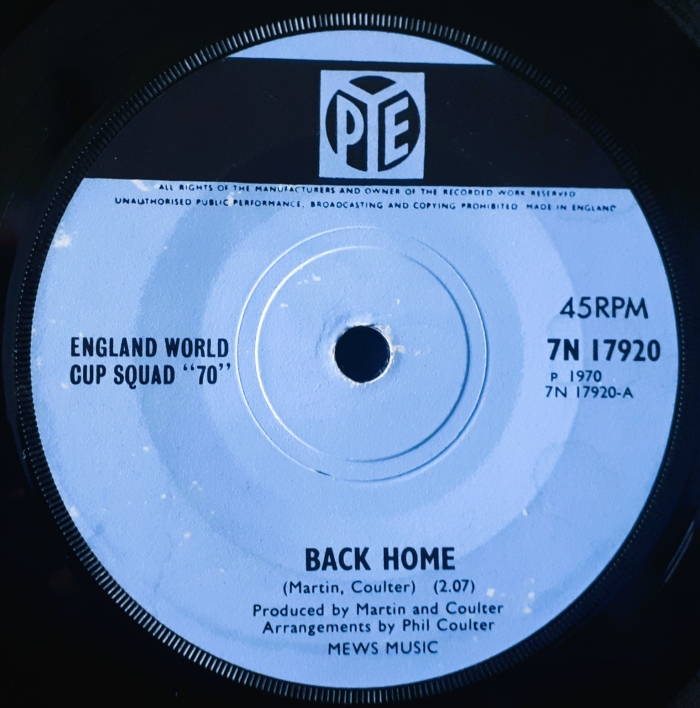 PYE
ALL RIGHTS OF THE MANUFACTURERS AND OWNER OF THE RECORDED WORK RESERVED
UNAUTHORISED PUBLIC PERFORMANCE, BROADCASTING AND COPYING PROHIBITED MADE IN ENGLAND
45RPM
ENGLAND WORLD
CUP SQUAD “70”
7N 17920
P 1970
7N 17920-A
BACK HOME
(Martin, Coulter) (2.07)
Produced by Martin and Coulter
Arrangements by Phil Coulter
MEWS MUSIC